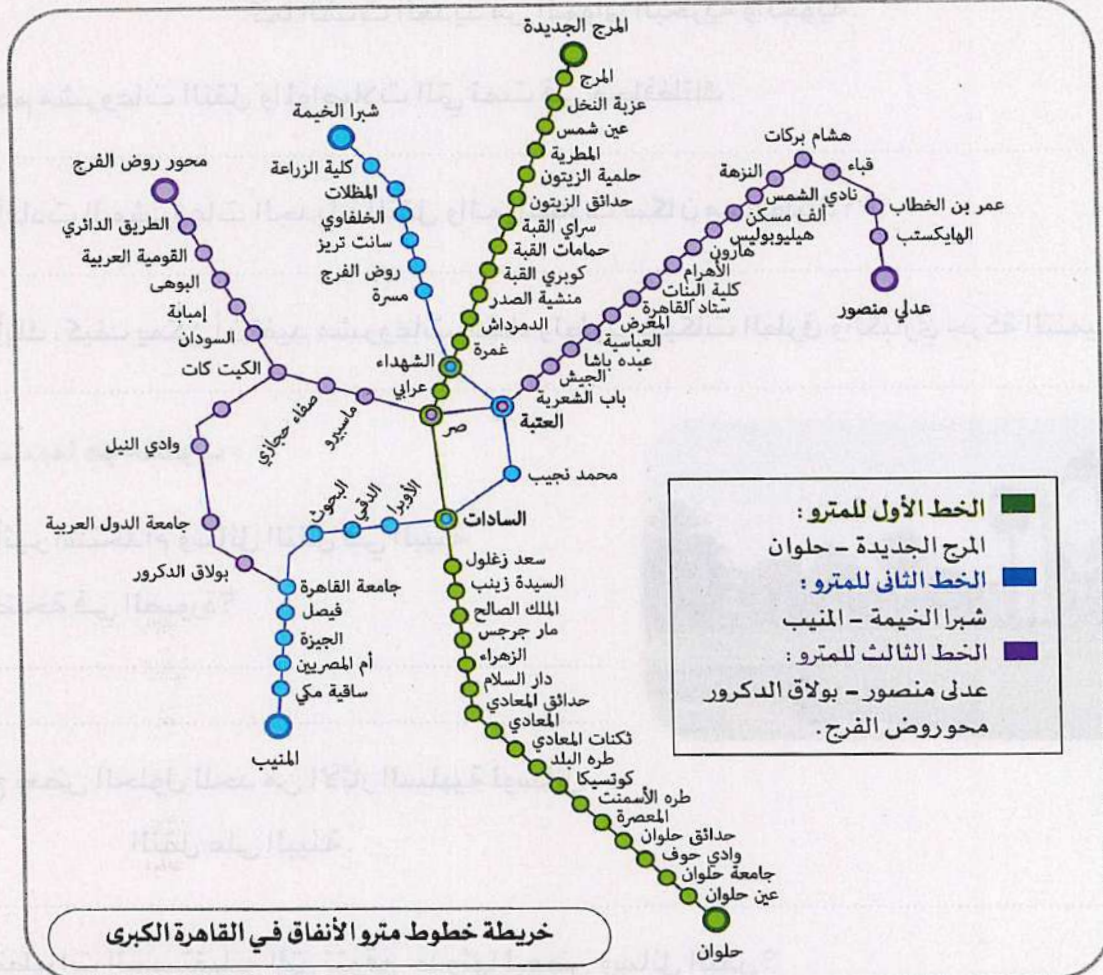 المرج الجديدة
المرج
عزبة النخل
عين شمس
المطرية
حلمية الزيتون
حدائق الزيتون
سراي القبة
حمامات القبة
كوبري القبة
منشية الصدر
الدمرداش
غمرة
الشهداء
عرابي
صر
السادات
سعد زغلول
السيدة زينب
الملك الصالح
مار جرجس
الزهراء
دار السلام
حدائق المعادي
المعادي
ثكنات المعادي
طره البلد
كوتسيكا
طره الأسمنت
المعصرة
حدائق حلوان
وادي حوف
جامعة حلوان
عين حلوان
حلوان
شبرا الخيمة
كلية الزراعة
المظلات
الخلفاوي
سانت تريز
روض الفرج
مسرة
العتبة
محمد نجيب
الأوبرا
الدقي
البحوث
جامعة القاهرة
فيصل
الجيزة
أم المصريين
ساقية مكي
المنيب
محور روض الفرج
الطريق الدائري
القومية العربية
البوهى
إمبابة
السودان
الكيت كات
صفاء حجازي
ماسبيرو
وادي النيل
جامعة الدول العربية
بولاق الدكرور
هشام بركات
قباء
النزهة
عمر بن الخطاب
نادي الشمس
الهايكستب
ألف مسكن
هيليوبوليس
هارون
عدلي منصور
الأهرام
كلية البنات
ستاد القاهرة
المعرض
العباسية
عبده باشا
الجيش
باب الشعرية
الخط الأول للمترو :
المرج الجديدة – حلوان
الخط الثانى للمترو :
شبرا الخيمة – المنيب
الخط الثالث للمترو :
عدلى منصور – بولاق الدكرور
محور روض الفرج.
خريطة خطوط مترو الأنفاق في القاهرة الكبرى